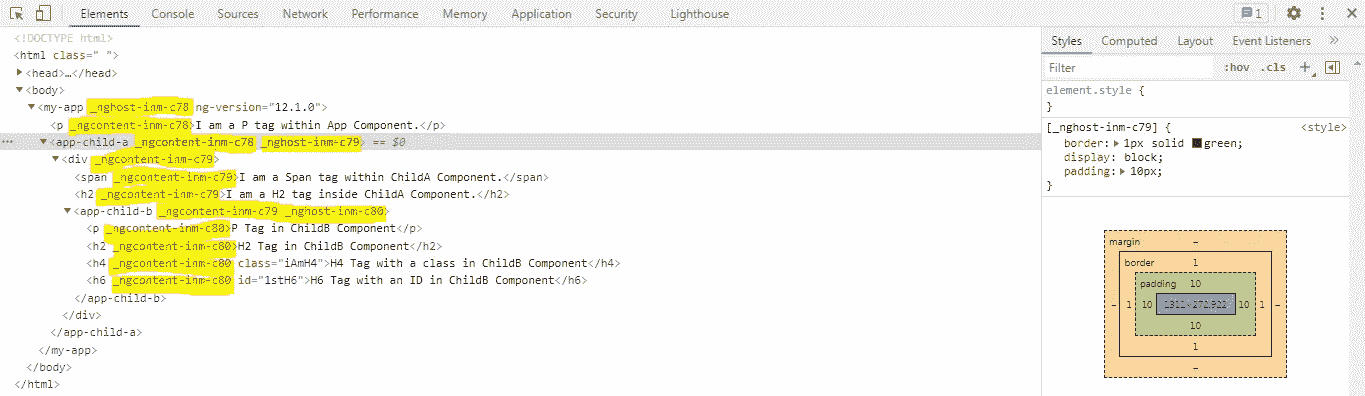 Elements Console Sources Network Performance Memory Application Security Lighthouse 1
<!DOCTYPE html>
<html class=" ">
<head>…</head>
<body>
<my-app _nghost-inm-c78 ng-version="12.1.0">
<p _ngcontent-inm-c78>I am a P tag within App Component.</p>
<app-child-a _ngcontent-inm-c78 _nghost-inm-c79> == $0
<div _ngcontent-inm-c79>
<span _ngcontent-inm-c79>I am a Span tag within ChildA Component.</span>
<h2 _ngcontent-inm-c79>I am a H2 tag inside ChildA Component.</h2>
<app-child-b _ngcontent-inm-c79 _nghost-inm-c80>
<p _ngcontent-inm-c80>P Tag in ChildB Component</p>
<h2 _ngcontent-inm-c80>H2 Tag in ChildB Component</h2>
<h4 _ngcontent-inm-c80 class="iAmH4">H4 Tag with a class in ChildB Component</h4>
<h6 _ngcontent-inm-c80 id="1stH6">H6 Tag with an ID in ChildB Component</h6>
</app-child-b>
</div>
</app-child-a>
</my-app>
</body>
</html>
Styles Computed Layout Event Listeners »
Filter :hov .cls +
element.style {
}
[_nghost-inm-c79] { <style>
border: 1px solid green;
display: block;
padding: 10px;
}
margin –
border 1
padding 10
– 1 10 10 1 –
10
1
–